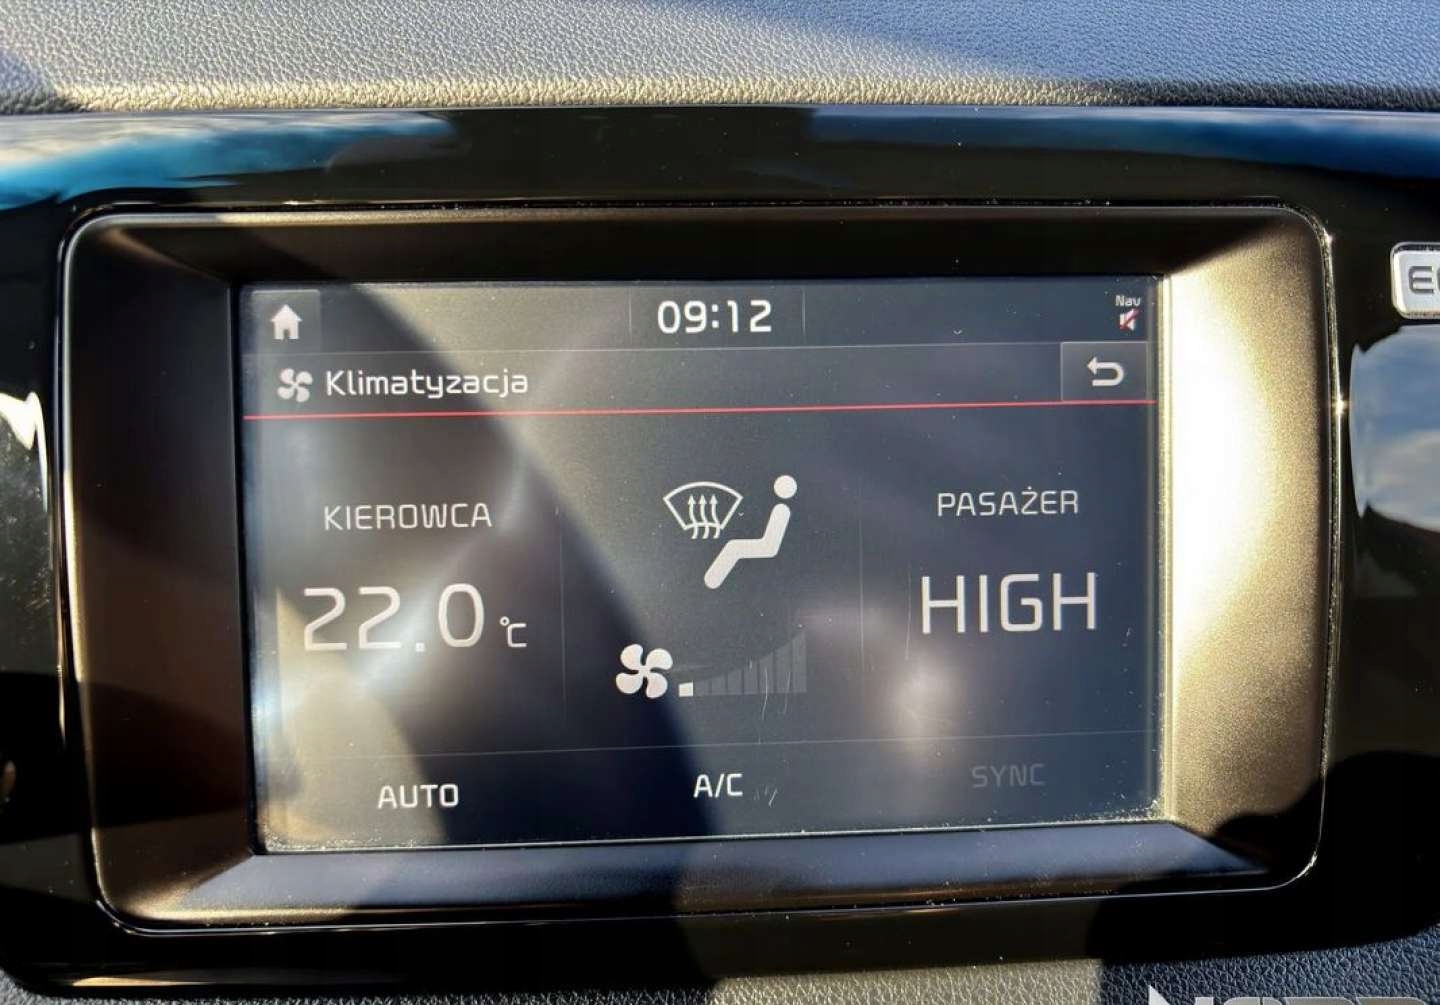 09:12
Nav
Klimatyzacja
KIEROWCA
PASAŻER
22.0 °C
HIGH
AUTO
A/C
SYNC